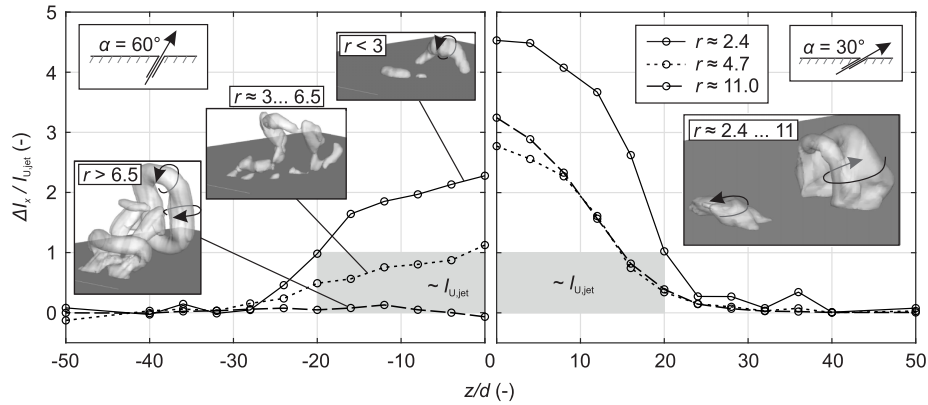 α = 60°
r < 3
r ≈ 3... 6.5
r > 6.5
~ I_U,jet
r ≈ 2.4
r ≈ 4.7
r ≈ 11.0
α = 30°
r ≈ 2.4 ... 11
~ I_U,jet
ΔI_x / I_U,jet (-)
5
4
3
2
1
0
-50 -40 -30 -20 -10 0 0 10 20 30 40 50
z/d (-)